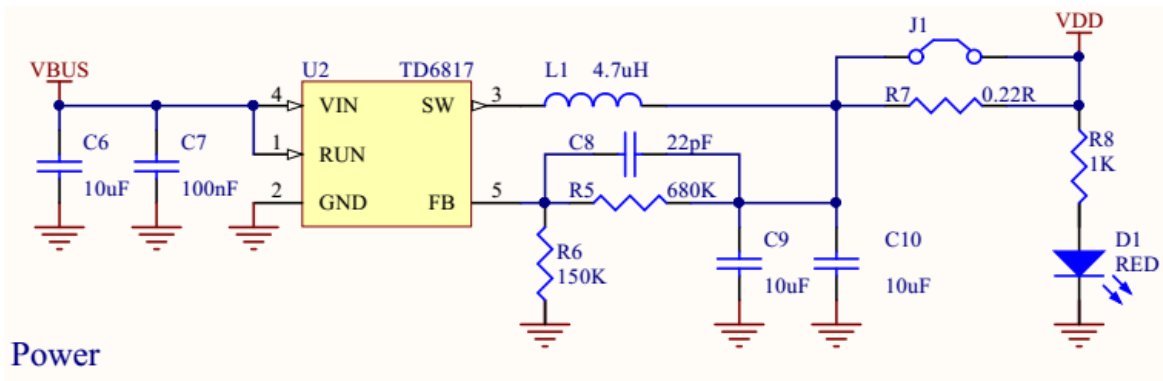 J1 VDD
VBUS U2 TD6817 L1 4.7uH
4 VIN SW 3 R7 0.22R
C6 C7 1 RUN C8 22pF R8
1K
10uF 100nF 2 GND FB 5 R5 680K
R6 C9 C10 D1
150K 10uF 10uF RED
Power